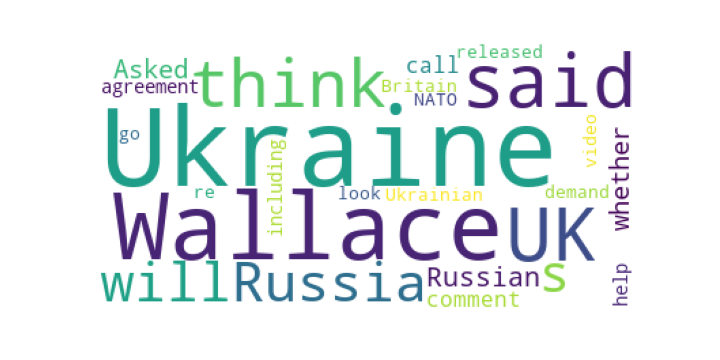 released
Asked think call said
agreement Britain
NATO
Ukraine
go
including
video
whether
re look Ukrainian demand
Wallace UK
will Russia Russian s
comment
help